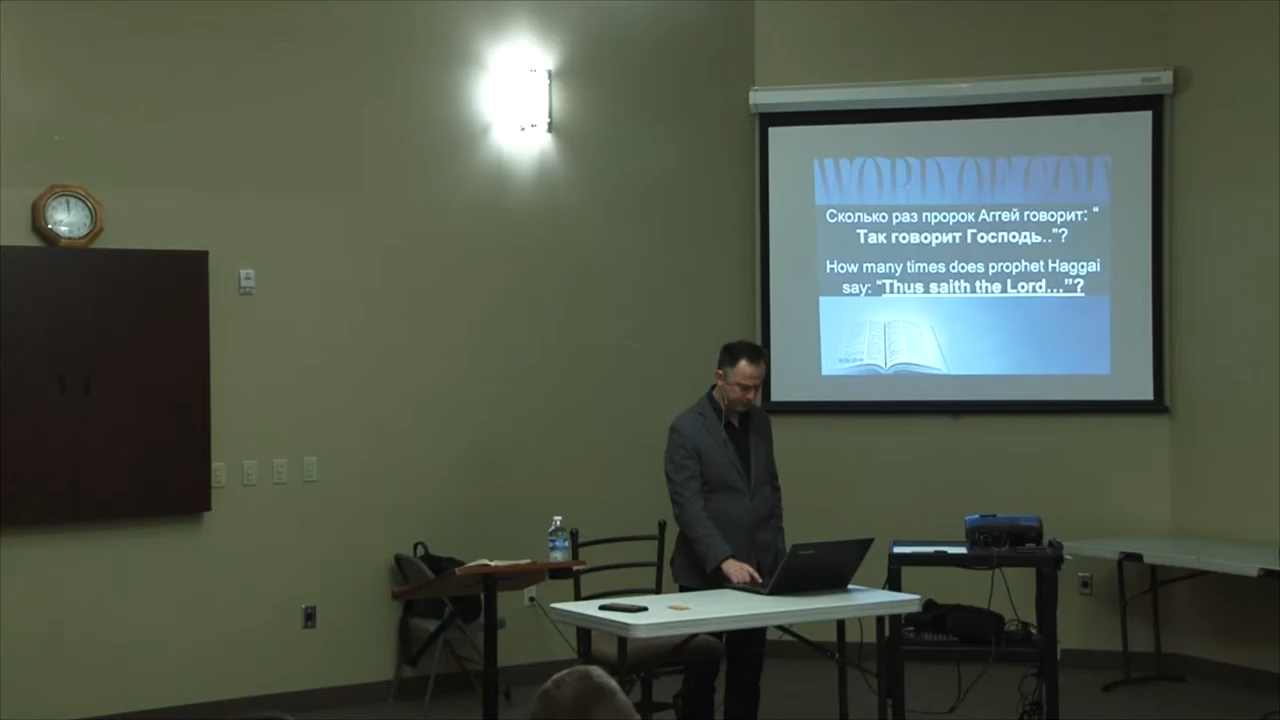 WORD OF GOD
Сколько раз пророк Аггей говорит: “
Так говорит Господь..”?
How many times does prophet Haggai
say: “Thus saith the Lord…”?